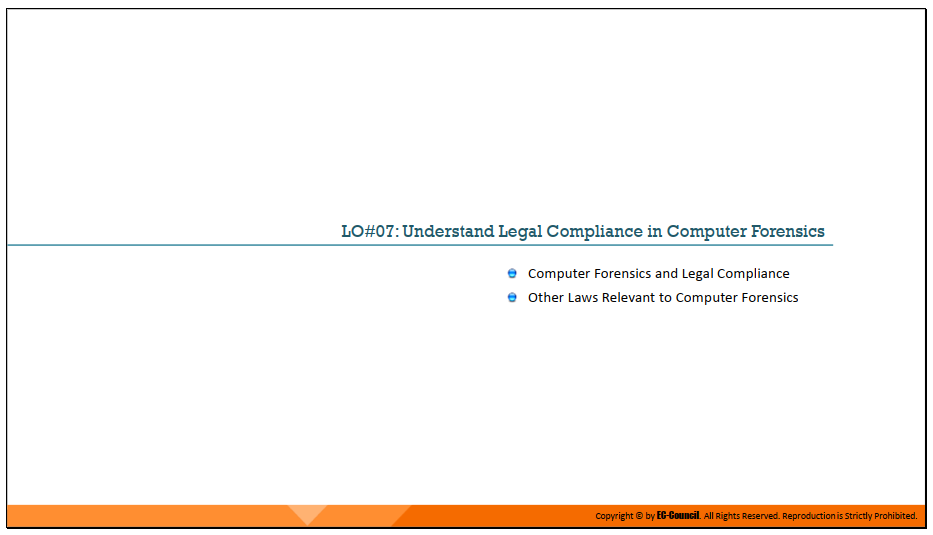 LO#07: Understand Legal Compliance in Computer Forensics
Computer Forensics and Legal Compliance
Other Laws Relevant to Computer Forensics
Copyright © by EC-Council. All Rights Reserved. Reproduction is Strictly Prohibited.